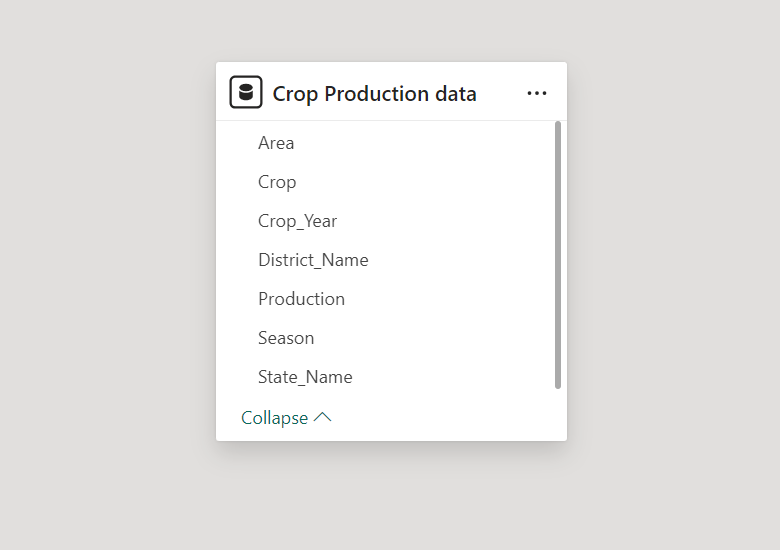 Crop Production data
Area
Crop
Crop_Year
District_Name
Production
Season
State_Name
Collapse